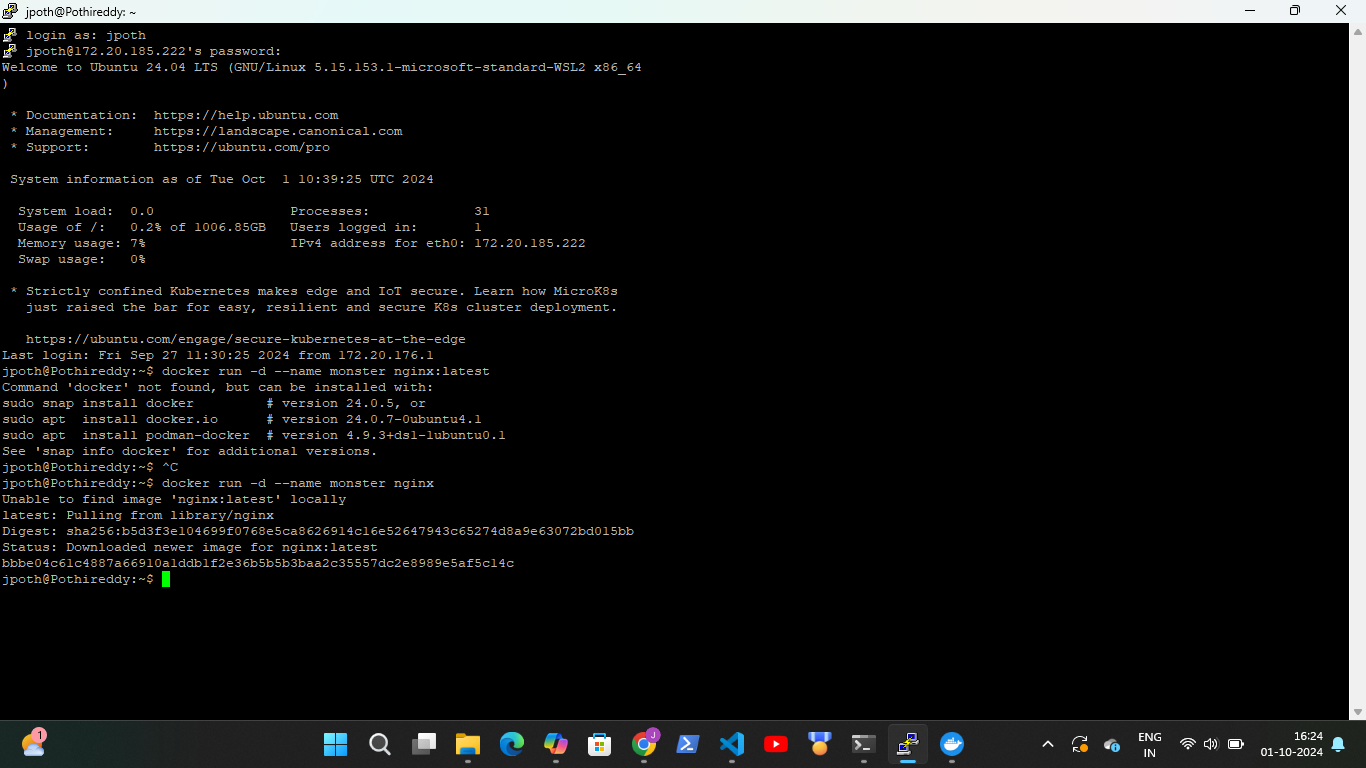 jpoth@Pothireddy: ~
login as: jpoth
jpoth@172.20.185.222's password:
Welcome to Ubuntu 24.04 LTS (GNU/Linux 5.15.153.1-microsoft-standard-WSL2 x86_64
)
* Documentation:  https://help.ubuntu.com
* Management:     https://landscape.canonical.com
* Support:        https://ubuntu.com/pro
System information as of Tue Oct  1 10:39:25 UTC 2024
System load:  0.0                 Processes:             31
Usage of /:   0.2% of 1006.85GB   Users logged in:       1
Memory usage: 7%                  IPv4 address for eth0: 172.20.185.222
Swap usage:   0%
* Strictly confined Kubernetes makes edge and IoT secure. Learn how MicroK8s
just raised the bar for easy, resilient and secure K8s cluster deployment.
https://ubuntu.com/engage/secure-kubernetes-at-the-edge
Last login: Fri Sep 27 11:30:25 2024 from 172.20.176.1
jpoth@Pothireddy:~$ docker run -d --name monster nginx:latest
Command 'docker' not found, but can be installed with:
sudo snap install docker         # version 24.0.5, or
sudo apt  install docker.io      # version 24.0.7-0ubuntu4.1
sudo apt  install podman-docker  # version 4.9.3+ds1-1ubuntu0.1
See 'snap info docker' for additional versions.
jpoth@Pothireddy:~$ ^C
jpoth@Pothireddy:~$ docker run -d --name monster nginx
Unable to find image 'nginx:latest' locally
latest: Pulling from library/nginx
Digest: sha256:b5d3f3e104699f0768e5ca8626914c16e52647943c65274d8a9e63072bd015bb
Status: Downloaded newer image for nginx:latest
bbbe04c61c4887a66910a1ddb1f2e36b5b5b3baa2c35557dc2e8989e5af5c14c
jpoth@Pothireddy:~$
1
J
ENG
IN
16:24
01-10-2024